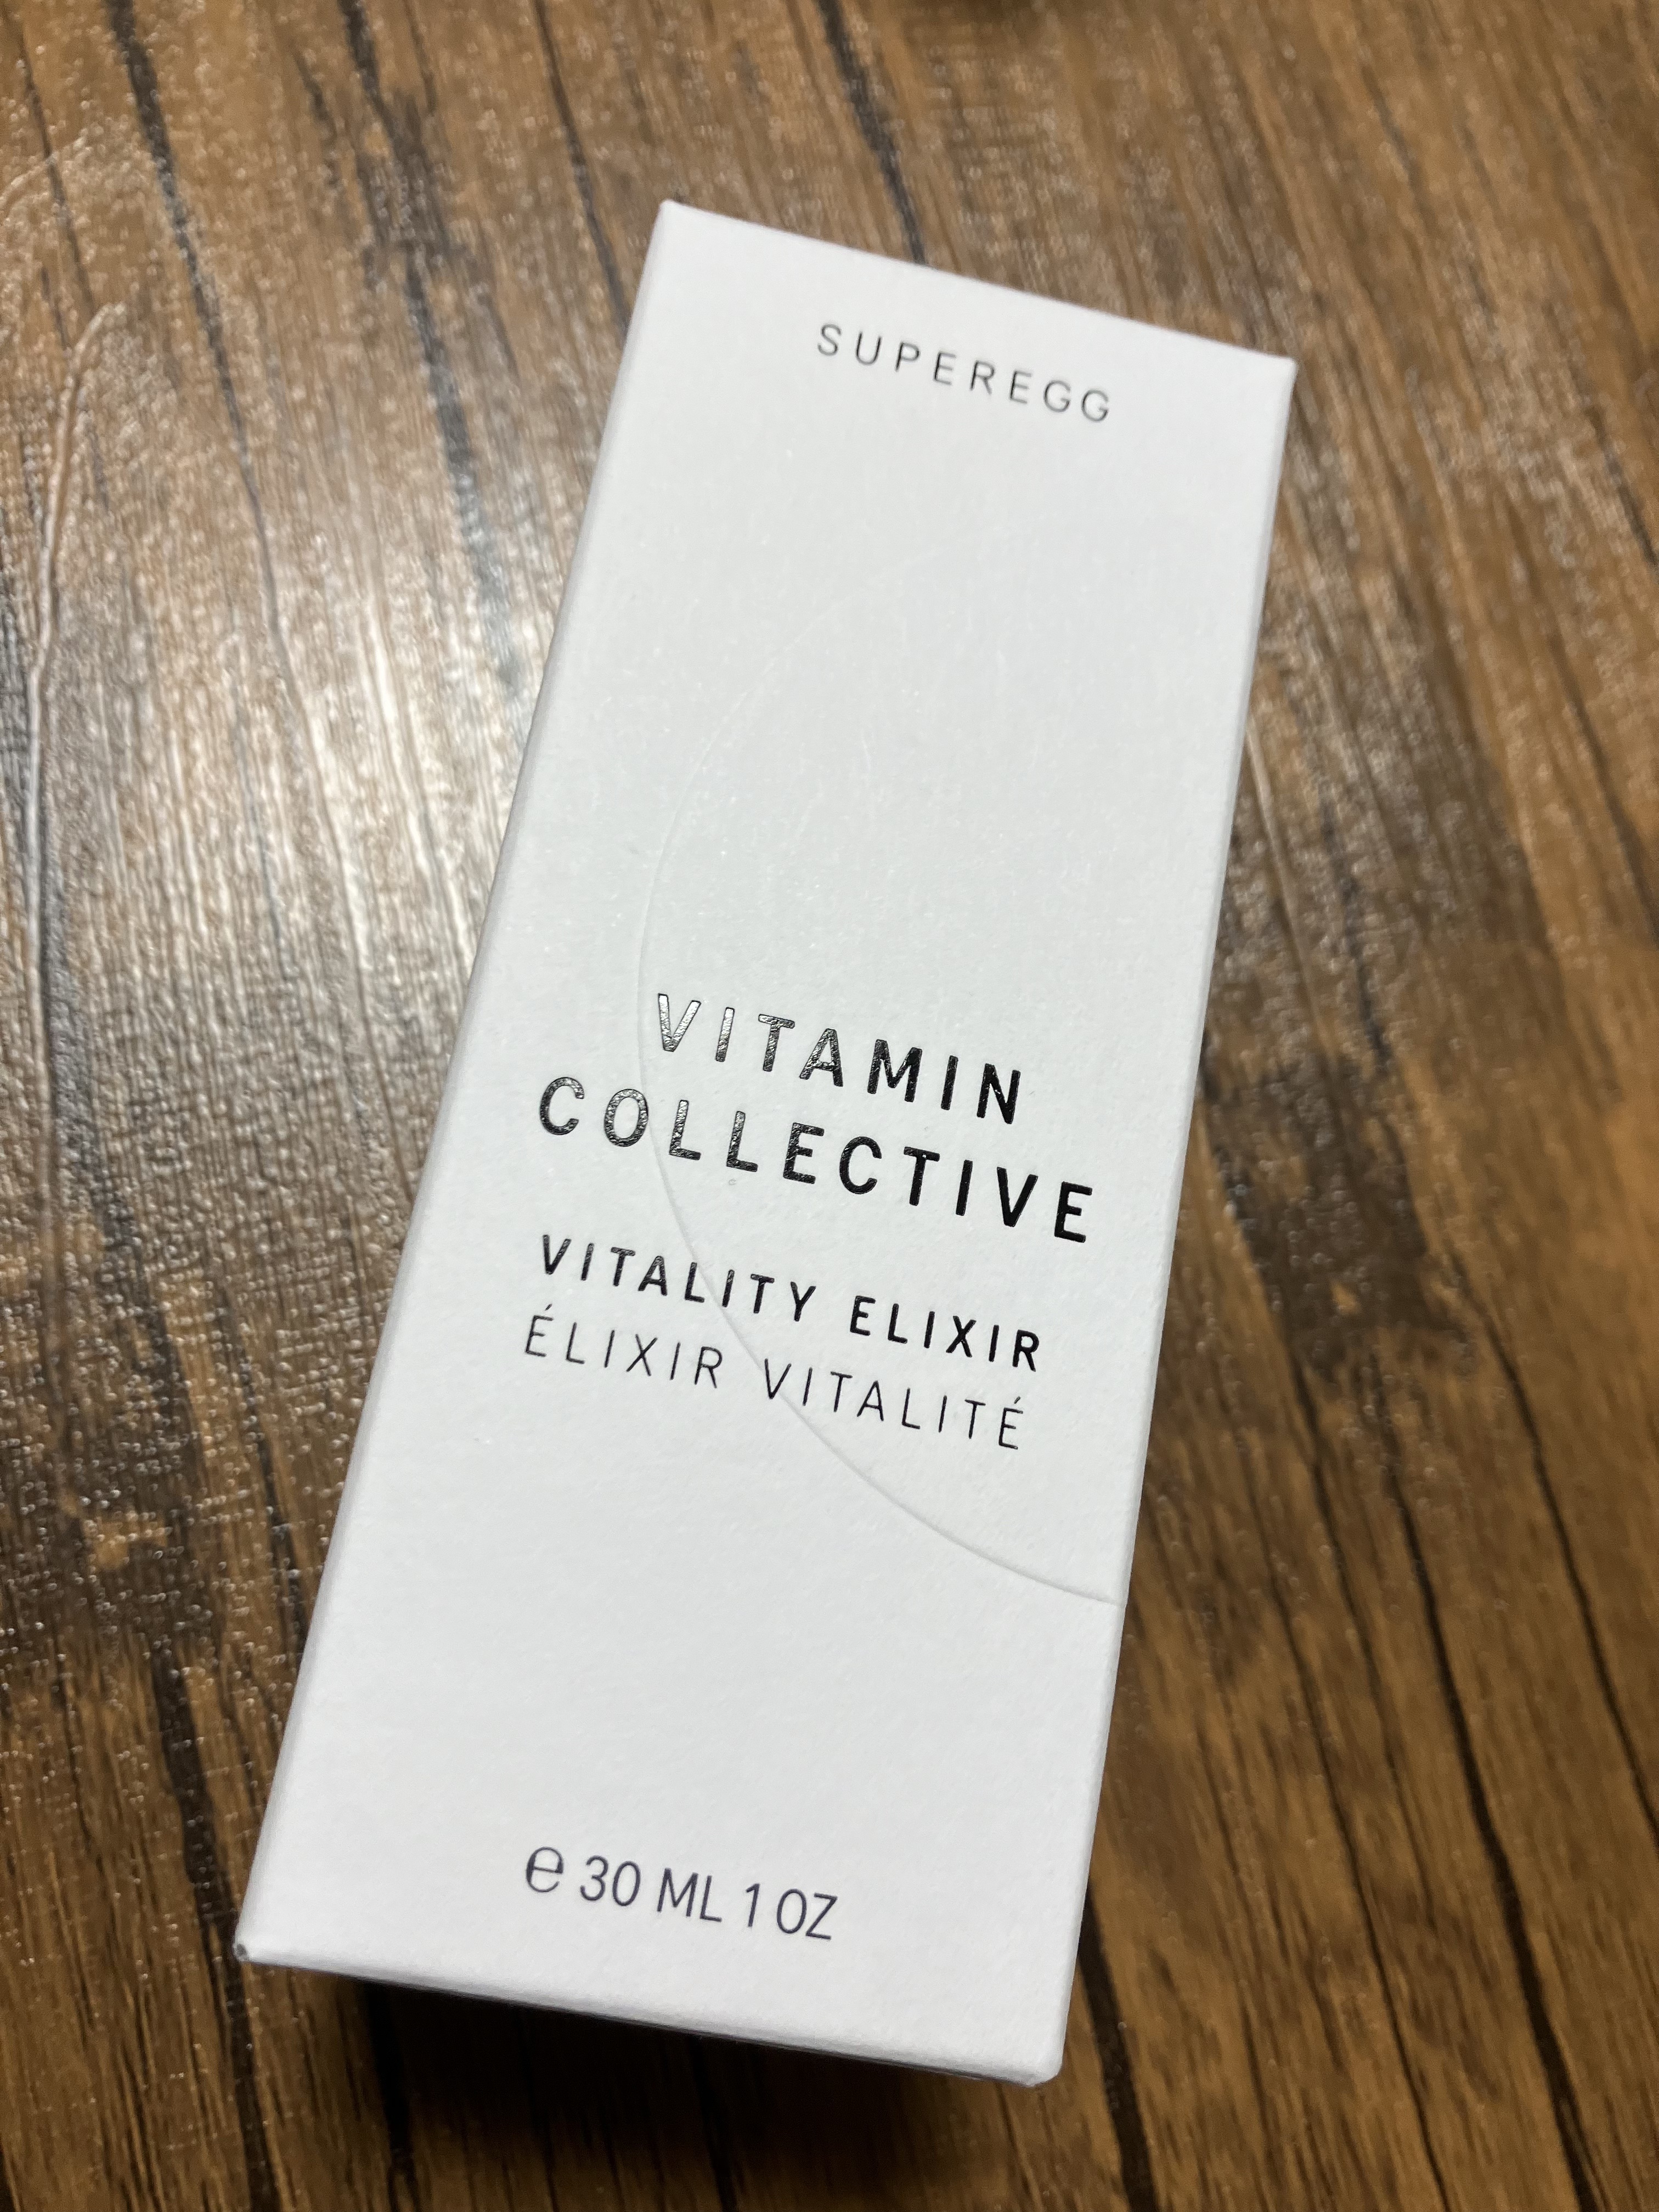 SUPEREGG
VITAMIN
COLLECTIVE
VITALITY ELIXIR
ÉLIXIR VITALITÉ
℮ 30 ML 1 OZ